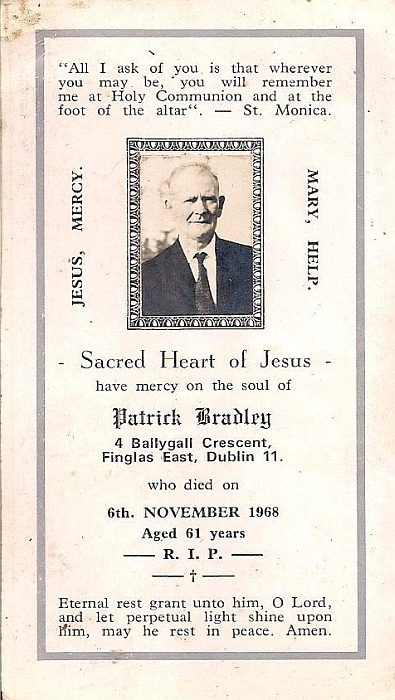 "All I ask of you is that wherever
you may be, you will remember
me at Holy Communion and at the
foot of the altar“. — St. Monica.
JESUS, MERCY.
MARY, HELP.
- Sacred Heart of Jesus -
have mercy on the soul of
Patrick Bradley
4 Ballygall Crescent,
Finglas East, Dublin 11.
who died on
6th. NOVEMBER 1968
Aged 61 years
—— R. I. P. ——
—— † ——
Eternal rest grant unto him, O Lord,
and let perpetual light shine upon
him, may he rest in peace. Amen.